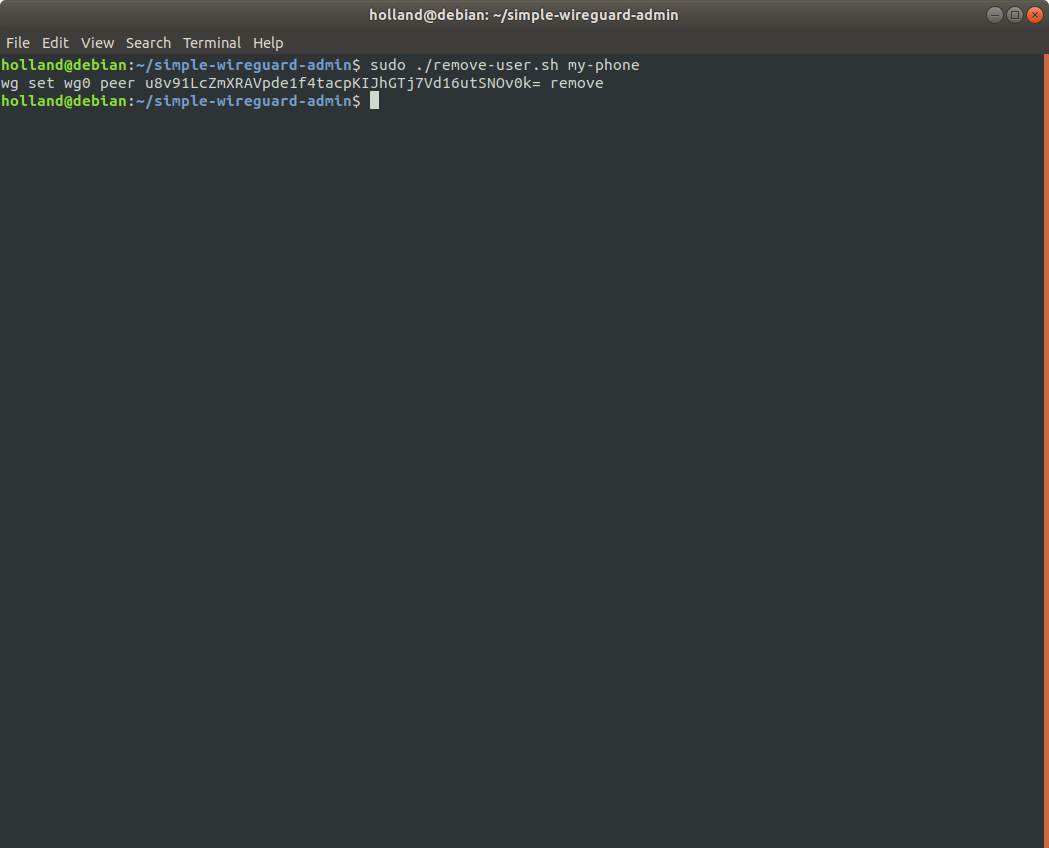 holland@debian: ~/simple-wireguard-admin
File Edit View Search Terminal Help
holland@debian:~/simple-wireguard-admin$ sudo ./remove-user.sh my-phone
wg set wg0 peer u8v91LcZmXRAVpde1f4tacpKIJhGTj7Vd16utSNOv0k= remove
holland@debian:~/simple-wireguard-admin$